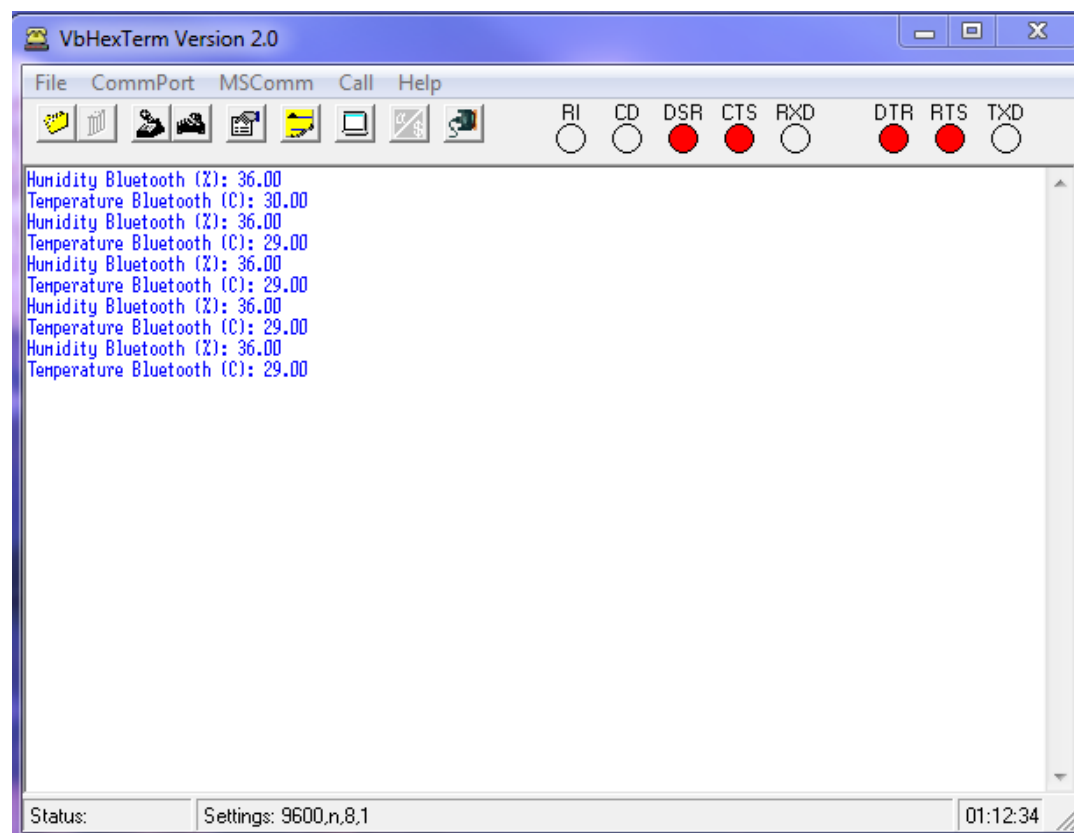 VbHexTerm Version 2.0
File CommPort MSComm Call Help
RI CD DSR CTS RXD DTR RTS TXD
Humidity Bluetooth (%): 36.00
Temperature Bluetooth (C): 30.00
Humidity Bluetooth (%): 36.00
Temperature Bluetooth (C): 29.00
Humidity Bluetooth (%): 36.00
Temperature Bluetooth (C): 29.00
Humidity Bluetooth (%): 36.00
Temperature Bluetooth (C): 29.00
Humidity Bluetooth (%): 36.00
Temperature Bluetooth (C): 29.00
Status: Settings: 9600,n,8,1 01:12:34